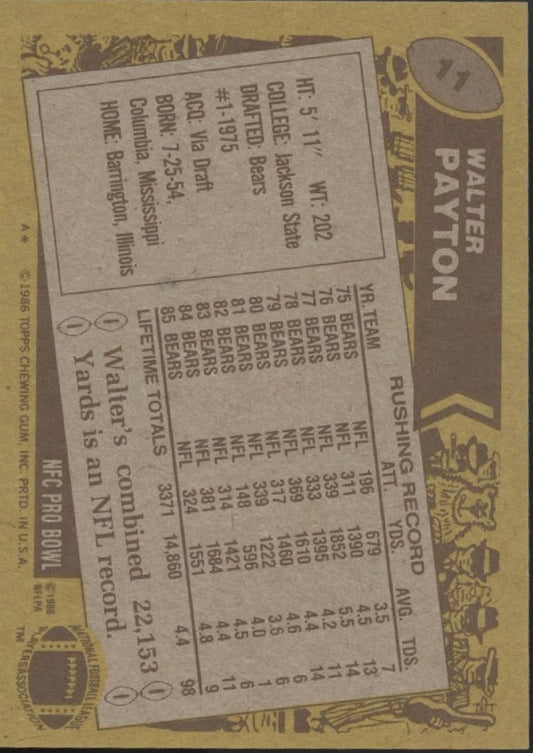 11
WALTER
PAYTON
HT: 5′ 11″ WT: 202
COLLEGE: Jackson State
DRAFTED: Bears
#1-1975
ACQ: Via Draft
BORN: 7-25-54,
Columbia, Mississippi
HOME: Barrington, Illinois
RUSHING RECORD
YR. TEAM ATT. YDS. AVG. TDS.
75 BEARS NFL 196 679 3.5 7
76 BEARS NFL 311 1390 4.5 13
77 BEARS NFL 339 1852 5.5 14
78 BEARS NFL 333 1395 4.2 11
79 BEARS NFL 369 1610 4.4 14
80 BEARS NFL 317 1460 4.6 6
81 BEARS NFL 339 1222 3.6 6
82 BEARS NFL 148 596 4.0 1
83 BEARS NFL 314 1421 4.5 6
84 BEARS NFL 381 1684 4.4 11
85 BEARS NFL 324 1551 4.8 9
LIFETIME TOTALS 3371 14,860 4.4 98
Walter's combined 22,153
Yards is an NFL record.
NFC PRO BOWL
A* ©1986 TOPPS CHEWING GUM, INC. PRTD. IN U.S.A.
©1986
NFLPA
NATIONAL FOOTBALL LEAGUE
PLAYERS ASSOCIATION
TM